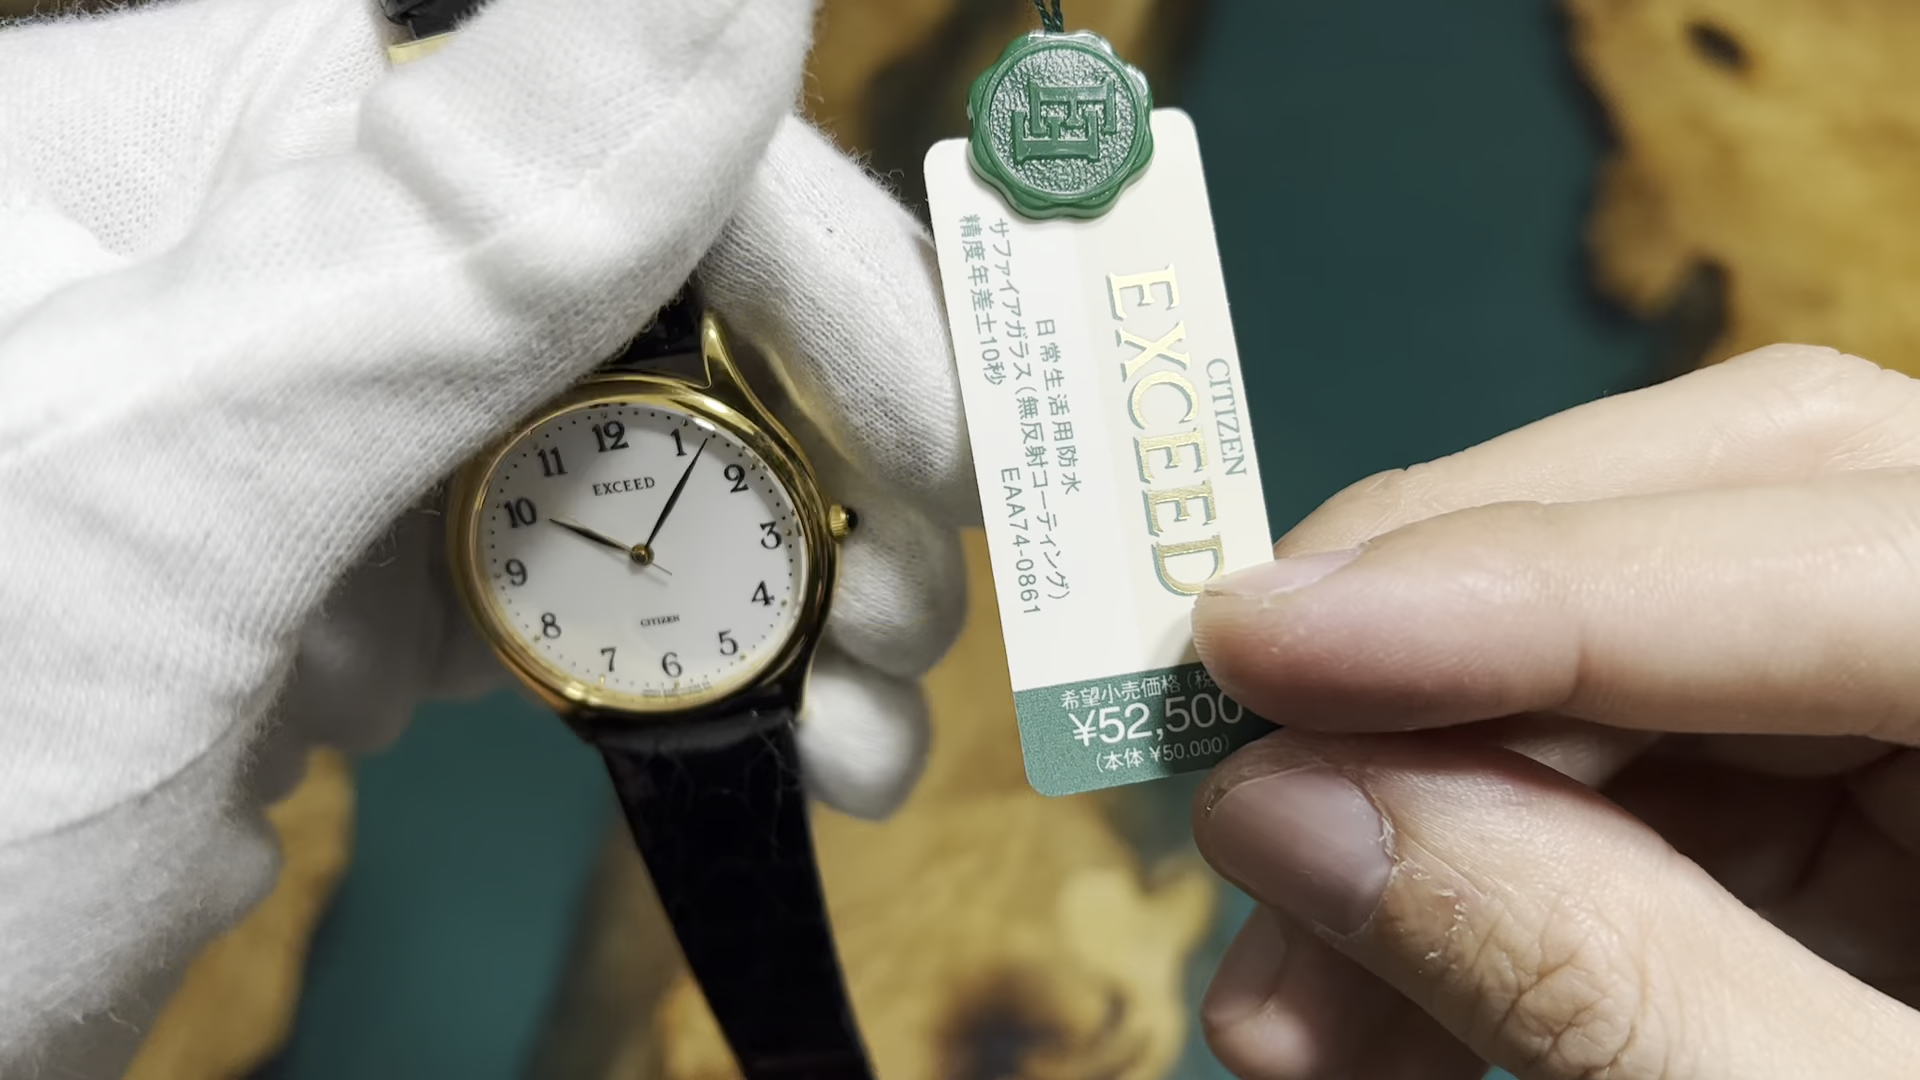 12
1
2
3
4
5
6
7
8
9
10
11
EXCEED
CITIZEN
CITIZEN
EXCEED
日常生活用防水
サファイアガラス(無反射コーティング)
精度年差±10秒
EAA74-0861
希望小売価格(税
¥52,500
(本体 ¥50,000)